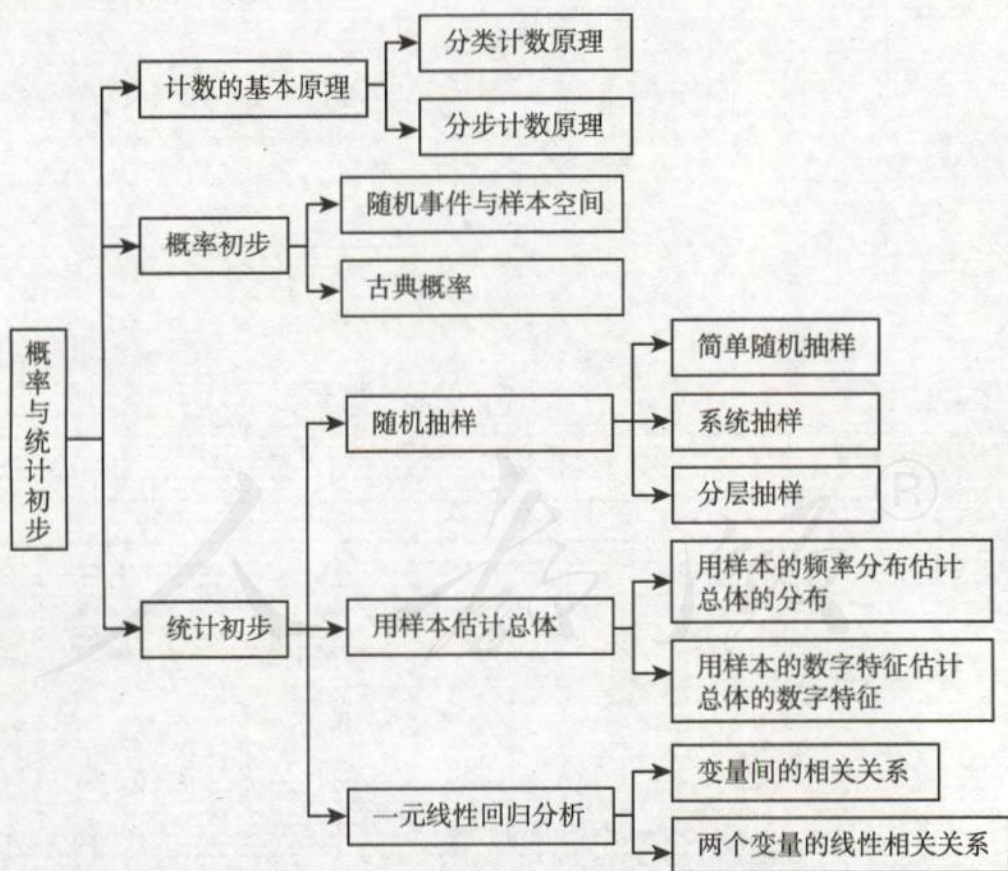 概率与统计初步
计数的基本原理
分类计数原理
分步计数原理
概率初步
随机事件与样本空间
古典概率
统计初步
随机抽样
简单随机抽样
系统抽样
分层抽样
用样本估计总体
用样本的频率分布估计
总体的分布
用样本的数字特征估计
总体的数字特征
一元线性回归分析
变量间的相关关系
两个变量的线性相关关系
人教版®